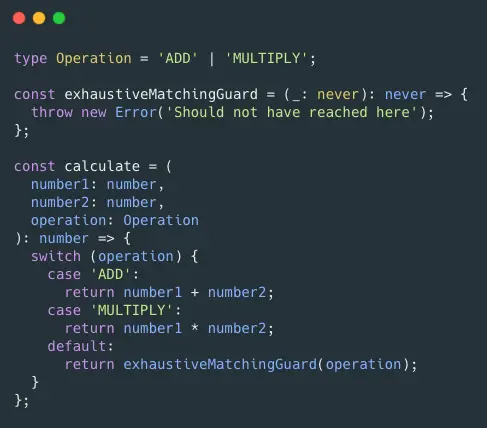 type Operation = 'ADD' | 'MULTIPLY';

const exhaustiveMatchingGuard = (_: never): never => {
  throw new Error('Should not have reached here');
};

const calculate = (
  number1: number,
  number2: number,
  operation: Operation
): number => {
  switch (operation) {
    case 'ADD':
      return number1 + number2;
    case 'MULTIPLY':
      return number1 * number2;
    default:
      return exhaustiveMatchingGuard(operation);
  }
};